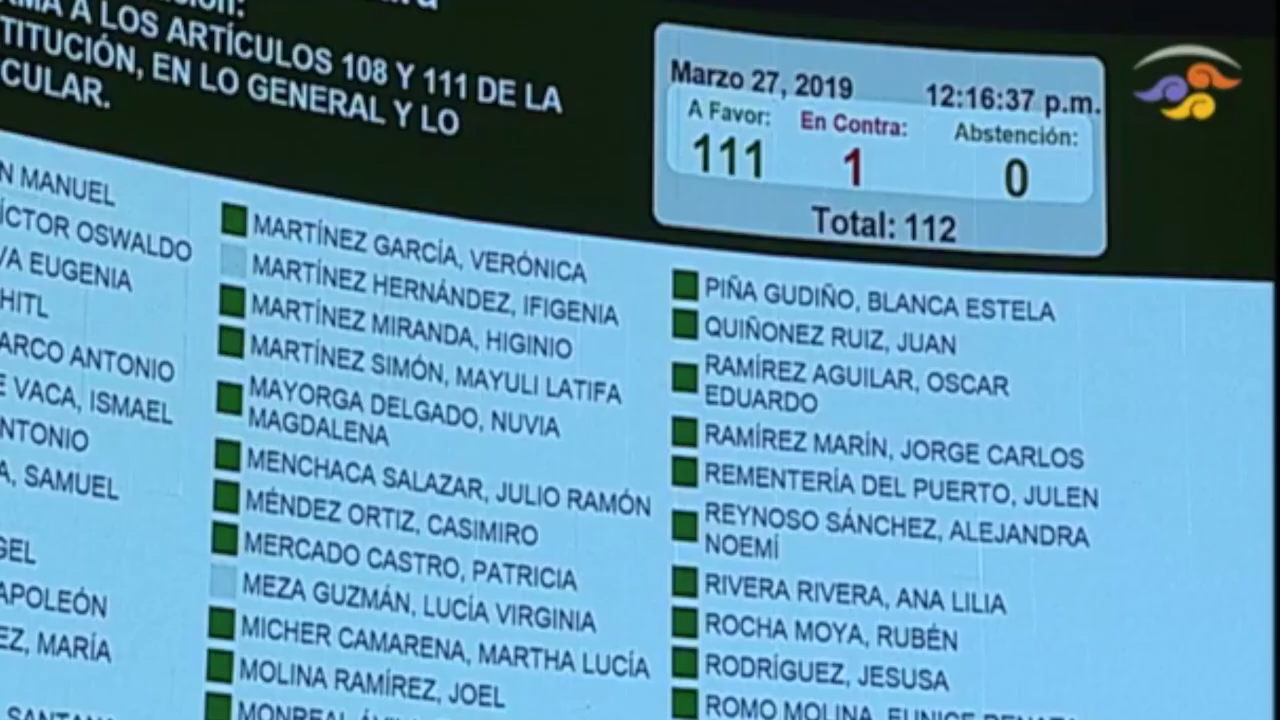 A LOS ARTÍCULOS 108 Y 111 DE LA
TITUCIÓN, EN LO GENERAL Y LO
CULAR.
Marzo 27, 2019 12:16:37 p.m.
A Favor: En Contra: Abstención:
111 1 0
Total: 112
N MANUEL
ÍCTOR OSWALDO
VA EUGENIA
HITL
ARCO ANTONIO
E VACA, ISMAEL
NTONIO
A, SAMUEL
GEL
APOLEÓN
EZ, MARÍA
MARTÍNEZ GARCÍA, VERÓNICA
MARTÍNEZ HERNÁNDEZ, IFIGENIA
MARTÍNEZ MIRANDA, HIGINIO
MARTÍNEZ SIMÓN, MAYULI LATIFA
MAYORGA DELGADO, NUVIA
MAGDALENA
MENCHACA SALAZAR, JULIO RAMÓN
MÉNDEZ ORTIZ, CASIMIRO
MERCADO CASTRO, PATRICIA
MEZA GUZMÁN, LUCÍA VIRGINIA
MICHER CAMARENA, MARTHA LUCÍA
MOLINA RAMÍREZ, JOEL
PIÑA GUDIÑO, BLANCA ESTELA
QUIÑONEZ RUIZ, JUAN
RAMÍREZ AGUILAR, OSCAR
EDUARDO
RAMÍREZ MARÍN, JORGE CARLOS
REMENTERÍA DEL PUERTO, JULEN
REYNOSO SÁNCHEZ, ALEJANDRA
NOEMÍ
RIVERA RIVERA, ANA LILIA
ROCHA MOYA, RUBÉN
RODRÍGUEZ, JESUSA
ROMO MOLINA, EUNICE RENATA